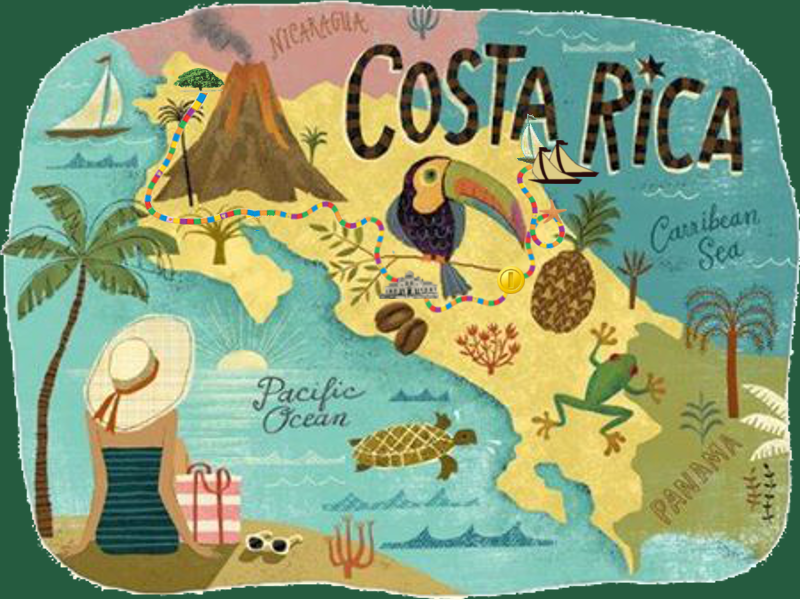 NICARAGUA
COSTA RICA
Carribean
Sea
Pacific
Ocean
PANAMA